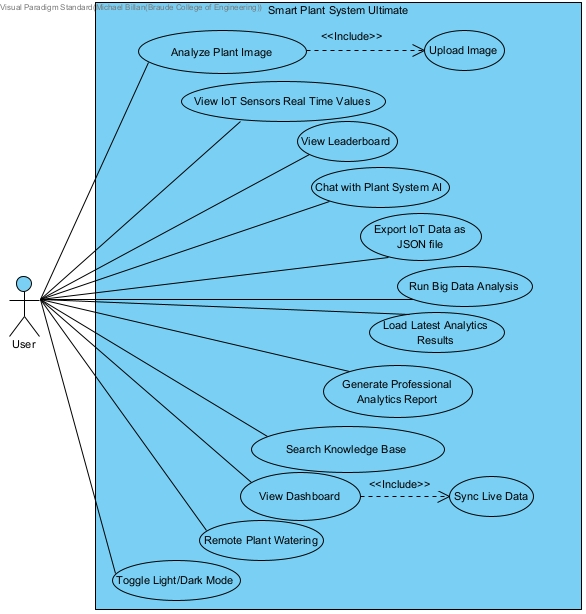 Visual Paradigm Standard(Michael Billan(Braude College of Engineering))
Smart Plant System Ultimate
Analyze Plant Image
<<Include>>
Upload Image
View IoT Sensors Real Time Values
View Leaderboard
Chat with Plant System AI
Export IoT Data as
JSON file
Run Big Data Analysis
Load Latest Analytics
Results
User
Generate Professional
Analytics Report
Search Knowledge Base
View Dashboard
<<Include>>
Sync Live Data
Remote Plant Watering
Toggle Light/Dark Mode